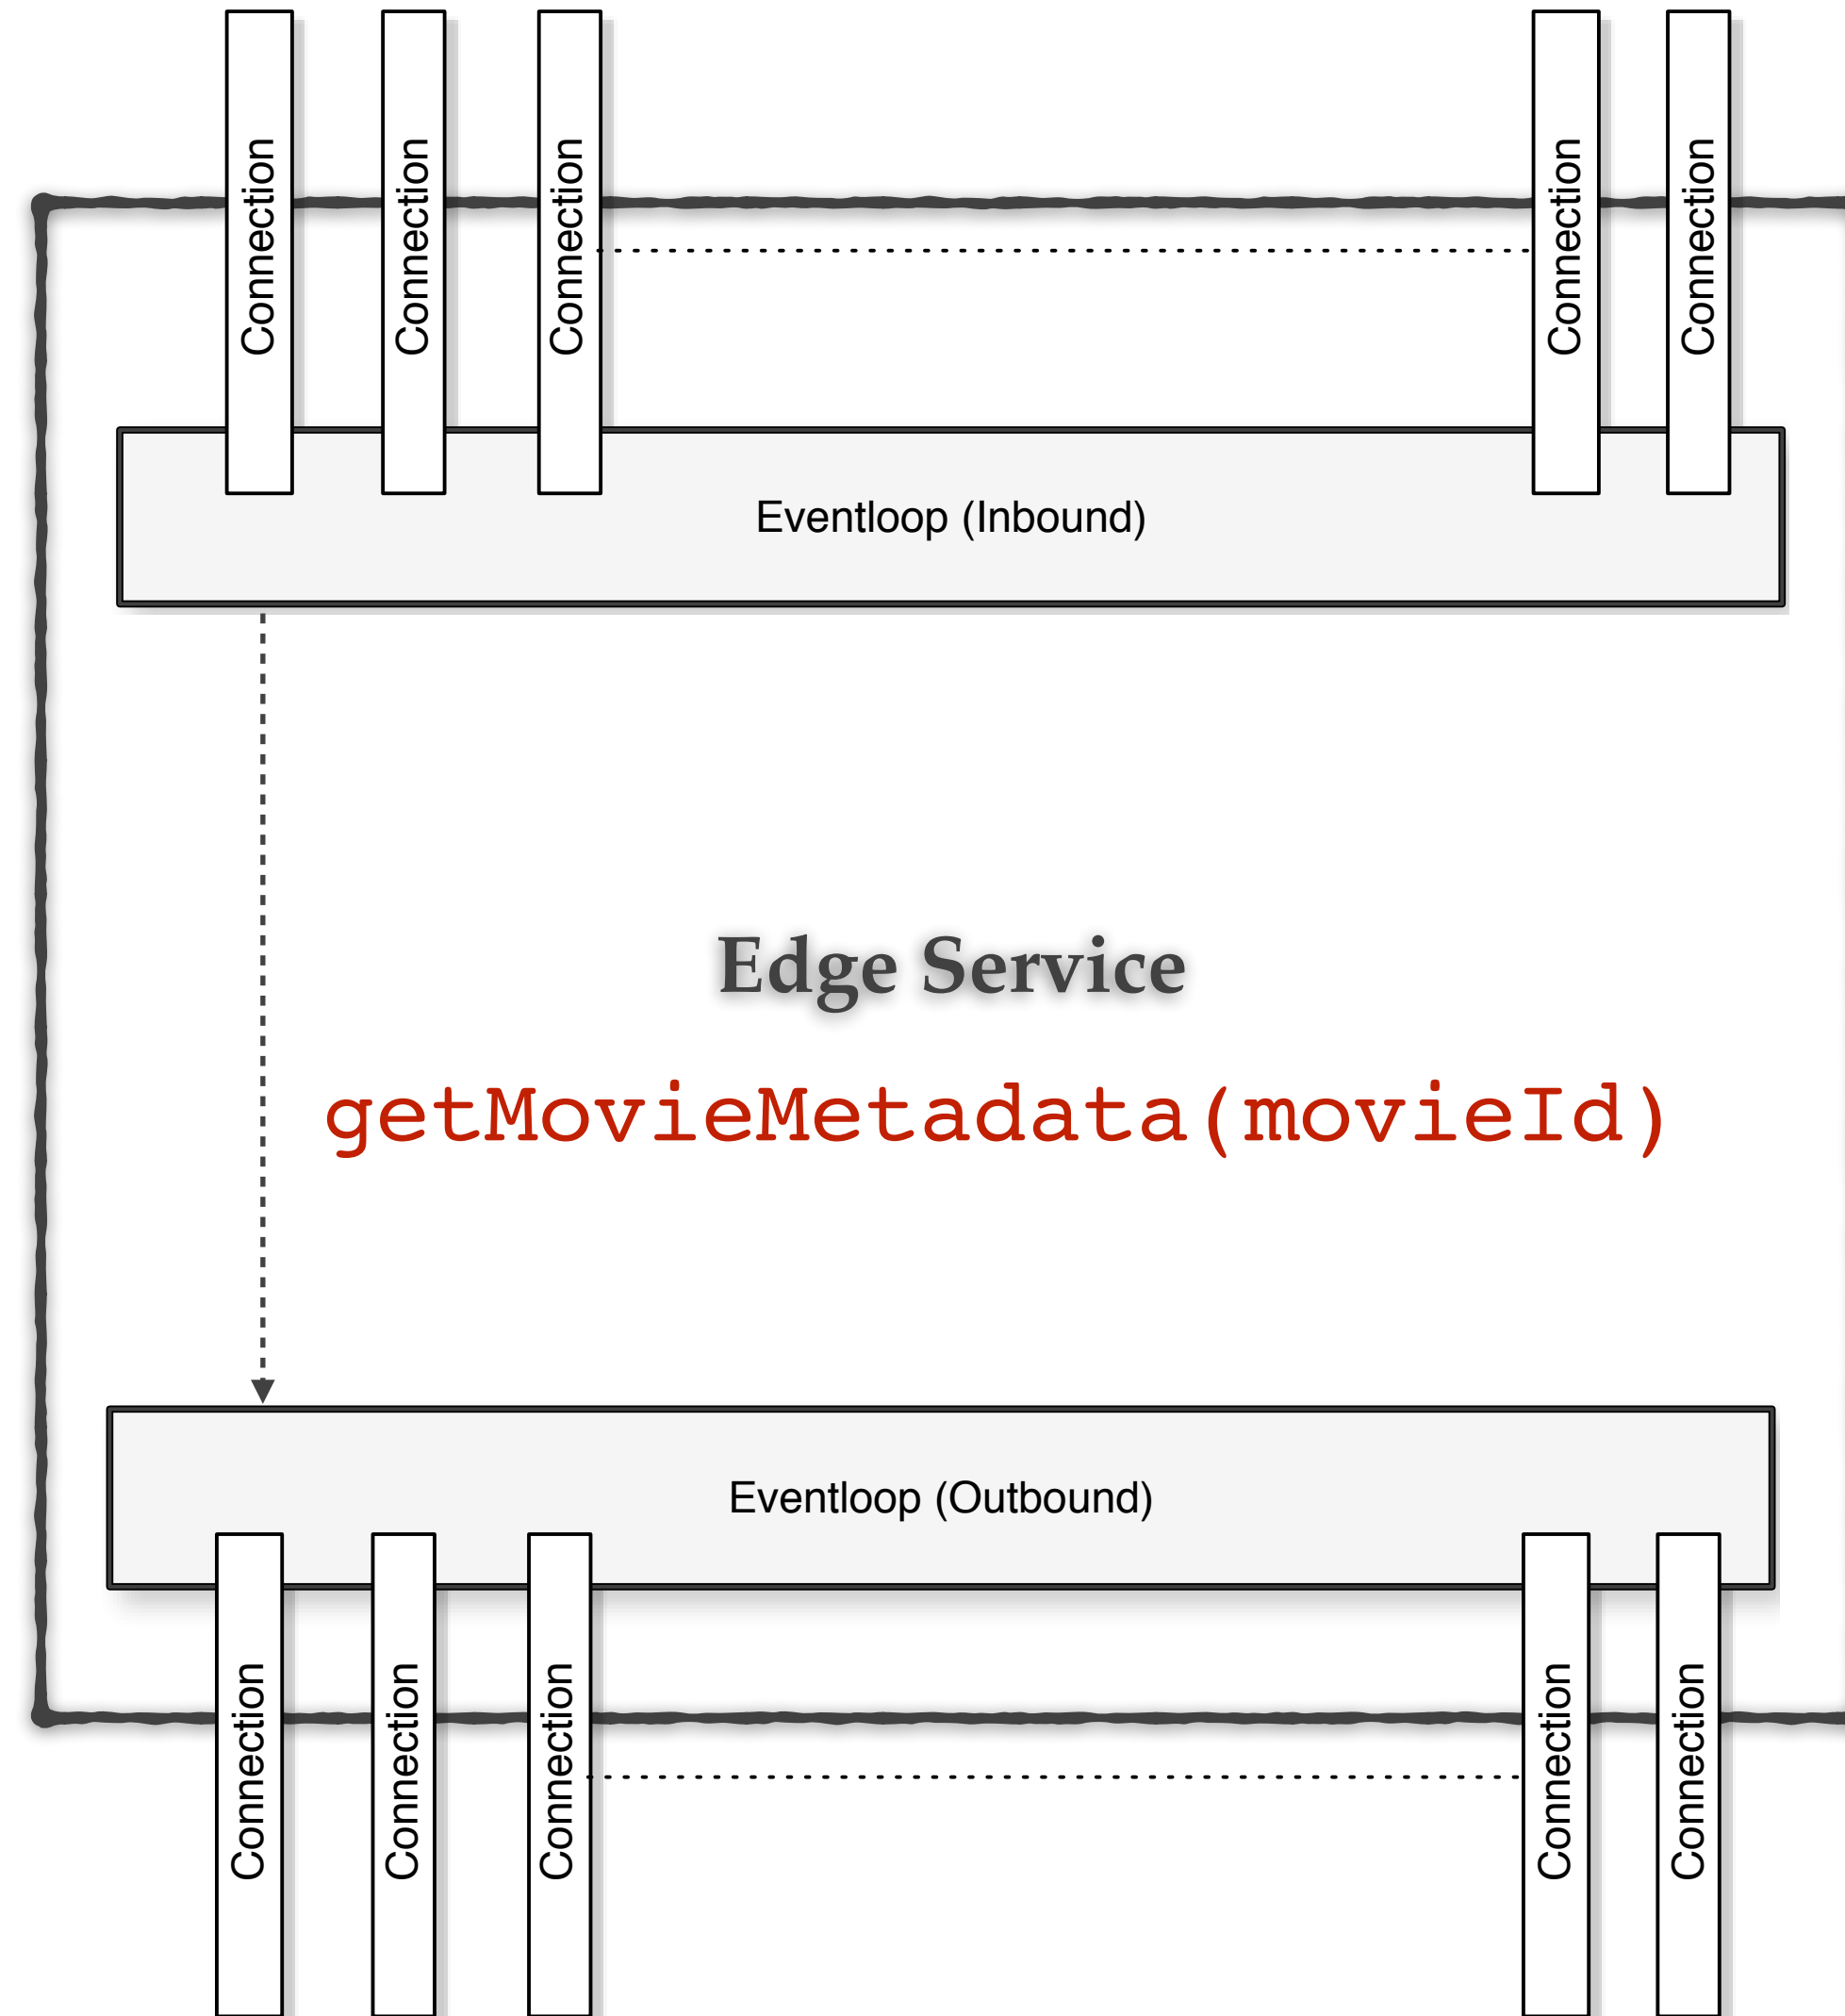 Connection
Connection
Connection
Connection
Connection
Eventloop (Inbound)
Edge Service
getMovieMetadata(movieId)
Eventloop (Outbound)
Connection
Connection
Connection
Connection
Connection